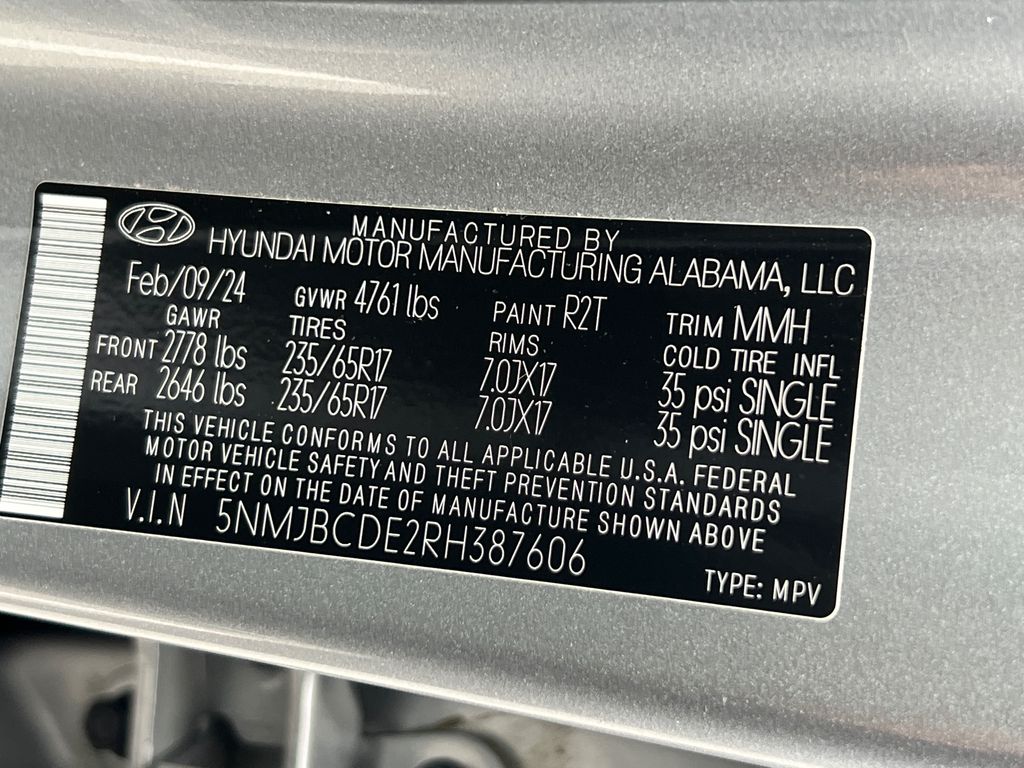 MANUFACTURED BY
HYUNDAI MOTOR MANUFACTURING ALABAMA, LLC
Feb/09/24 GVWR 4761 lbs PAINT R2T TRIM MMH
GAWR TIRES RIMS COLD TIRE INFL
FRONT 2778 lbs 235/65R17 7.0JX17 35 psi SINGLE
REAR 2646 lbs 235/65R17 7.0JX17 35 psi SINGLE
THIS VEHICLE CONFORMS TO ALL APPLICABLE U.S.A. FEDERAL
MOTOR VEHICLE SAFETY AND THEFT PREVENTION STANDARDS
IN EFFECT ON THE DATE OF MANUFACTURE SHOWN ABOVE
V.I.N 5NMJBCDE2RH387606
TYPE: MPV